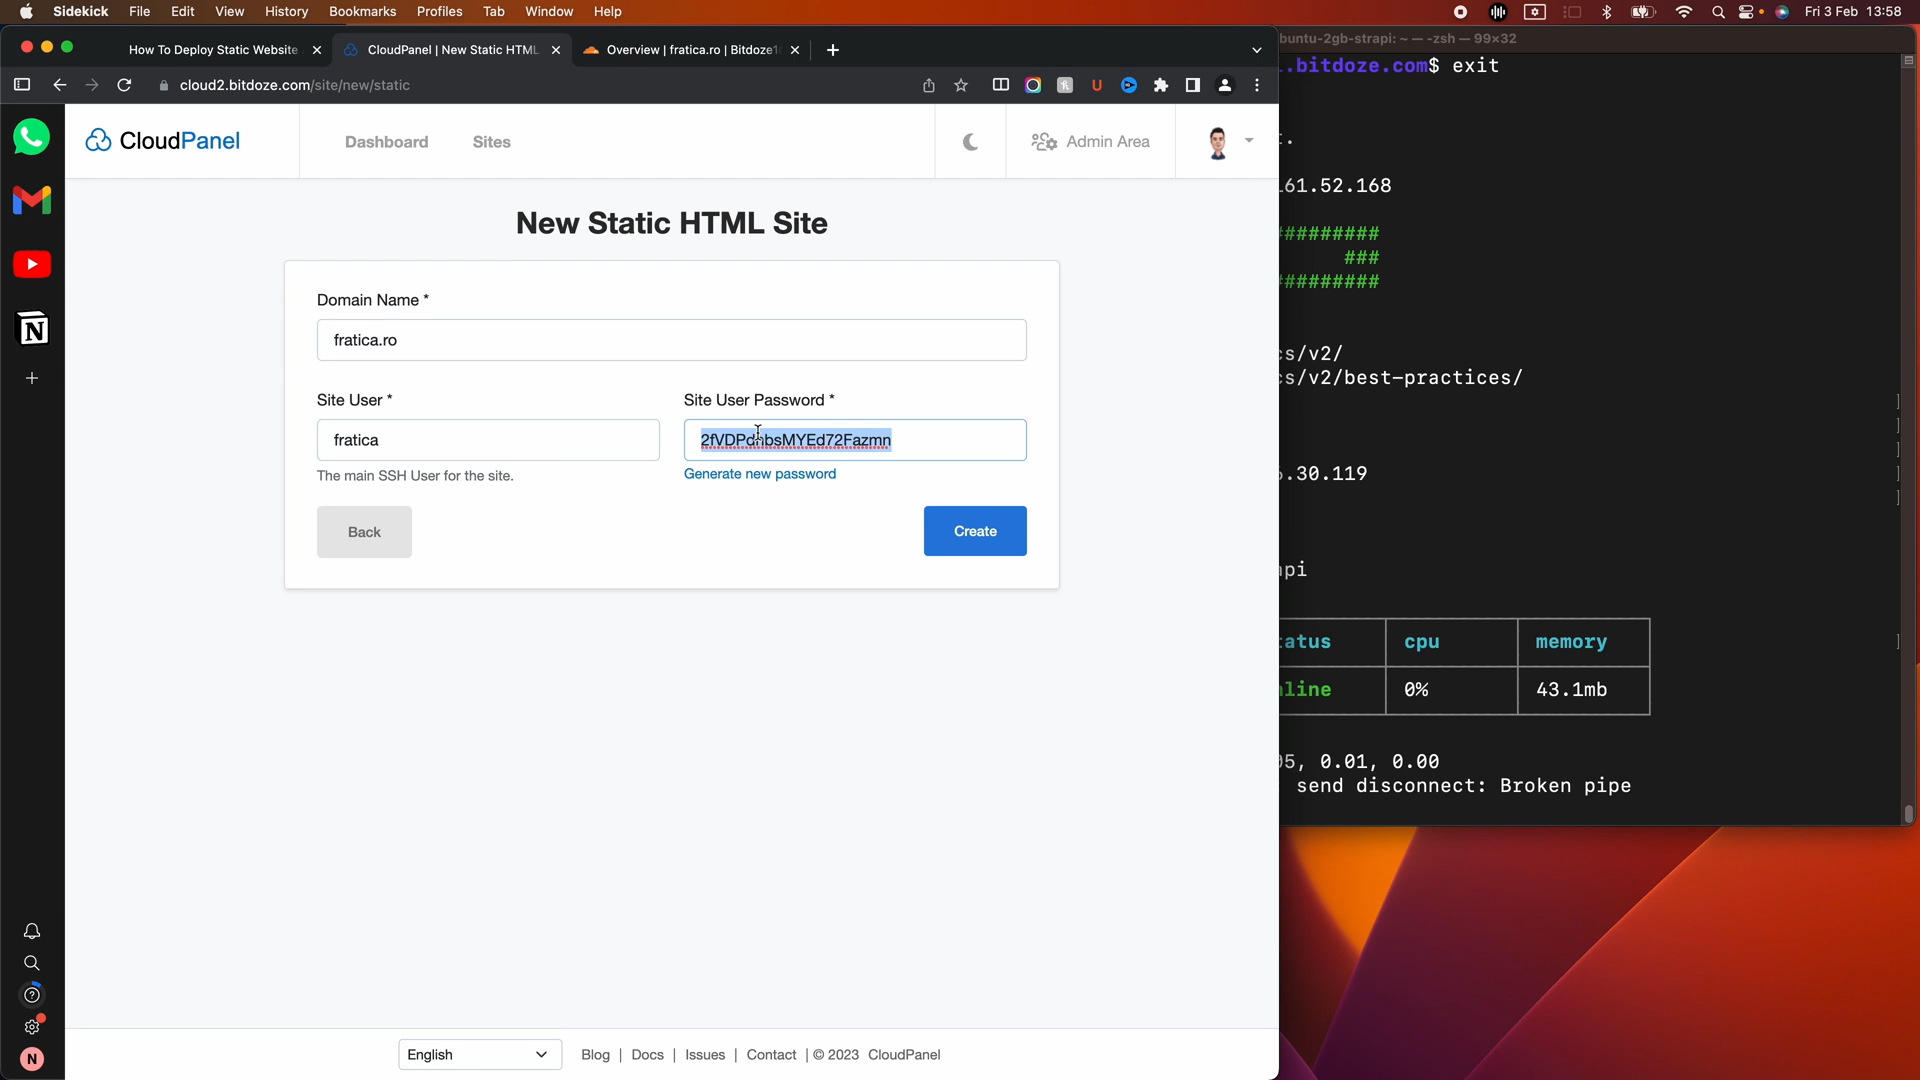 Sidekick File Edit View History Bookmarks Profiles Tab Window Help Fri 3 Feb 13:58
How To Deploy Static Website
CloudPanel | New Static HTML
Overview | fratica.ro | Bitdoze1
buntu-2gb-strapi: ~ — -zsh — 99×32
cloud2.bitdoze.com/site/new/static
.bitdoze.com$ exit
CloudPanel
Dashboard
Sites
Admin Area
61.52.168
New Static HTML Site
#########
###
#########
Domain Name *
fratica.ro
s/v2/
s/v2/best-practices/
Site User *
Site User Password *
fratica
The main SSH User for the site.
Generate new password
.30.119
Back
Create
pi
atus cpu memory
line 0% 43.1mb
05, 0.01, 0.00
send disconnect: Broken pipe
N
English
Blog | Docs | Issues | Contact | © 2023 CloudPanel